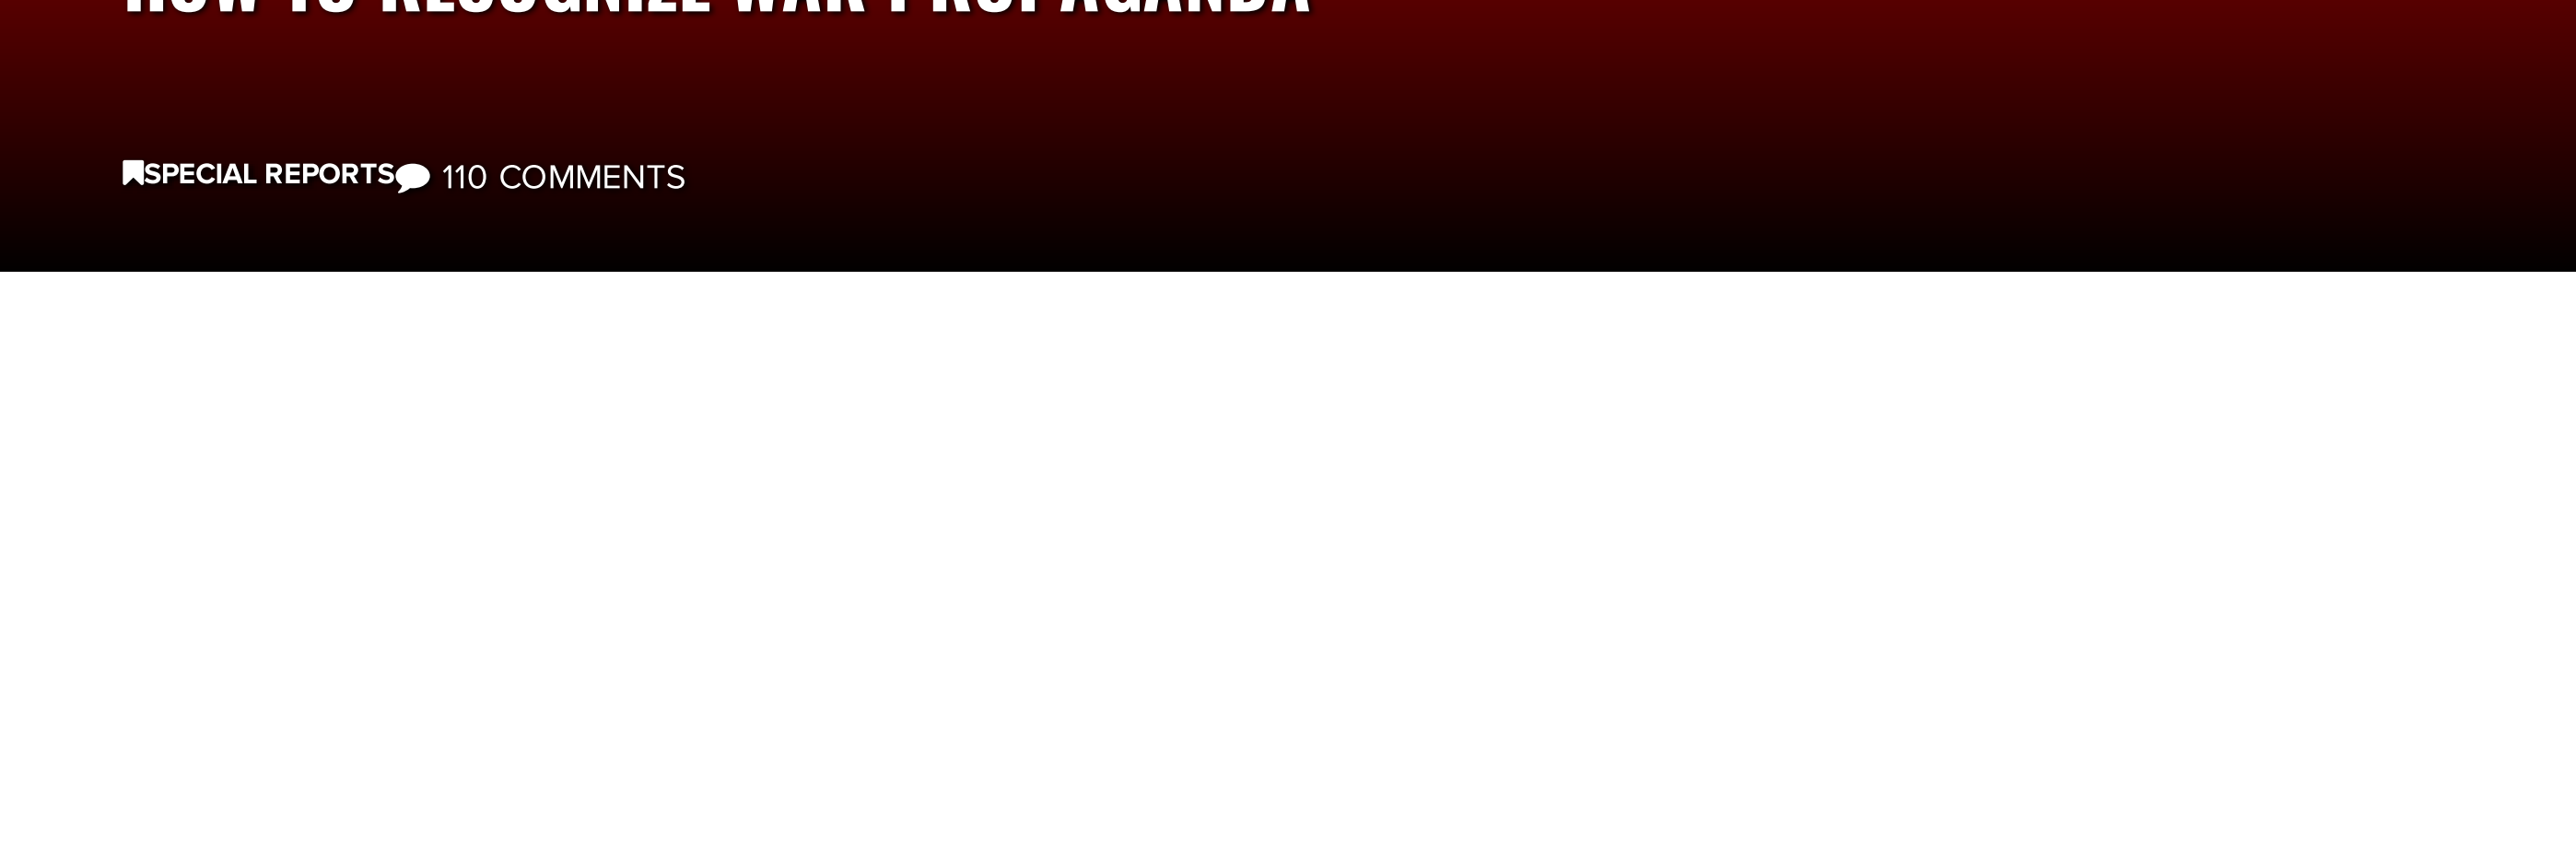 HOW TO RECOGNIZE WAR PROPAGANDA
SPECIAL REPORTS 110 COMMENTS